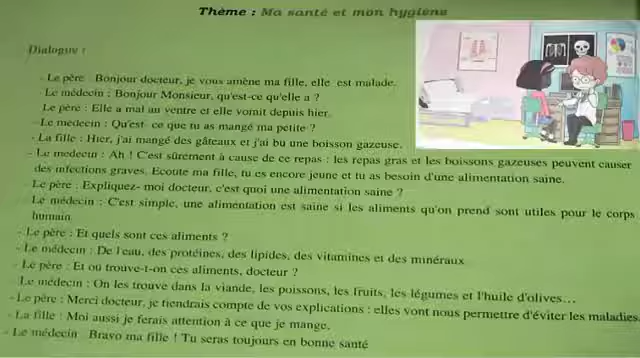 Thème : Ma santé et mon hygiène
Dialogue :
- Le père : Bonjour docteur, je vous amène ma fille, elle est malade.
- Le médecin : Bonjour Monsieur, qu'est-ce qu'elle a ?
Le père : Elle a mal au ventre et elle vomit depuis hier.
- Le médecin : Qu'est- ce que tu as mangé ma petite ?
- La fille : Hier, j'ai mangé des gâteaux et j'ai bu une boisson gazeuse.
- Le médecin : Ah ! C'est sûrement à cause de ce repas : les repas gras et les boissons gazeuses peuvent causer
des infections graves. Ecoute ma fille, tu es encore jeune et tu as besoin d'une alimentation saine.
- Le père : Expliquez- moi docteur, c'est quoi une alimentation saine ?
- Le médecin : C'est simple, une alimentation est saine si les aliments qu'on prend sont utiles pour le corps
humain
- Le père : Et quels sont ces aliments ?
- Le médecin : De l'eau, des protéines, des lipides, des vitamines et des minéraux
- Le père : Et où trouve-t-on ces aliments, docteur ?
Le médecin : On les trouve dans la viande, les poissons, les fruits, les légumes et l'huile d'olives...
- Le père : Merci docteur, je tiendrais compte de vos explications : elles vont nous permettre d'éviter les maladies.
- La fille : Moi aussi je ferais attention à ce que je mange.
- Le médecin : Bravo ma fille ! Tu seras toujours en bonne santé